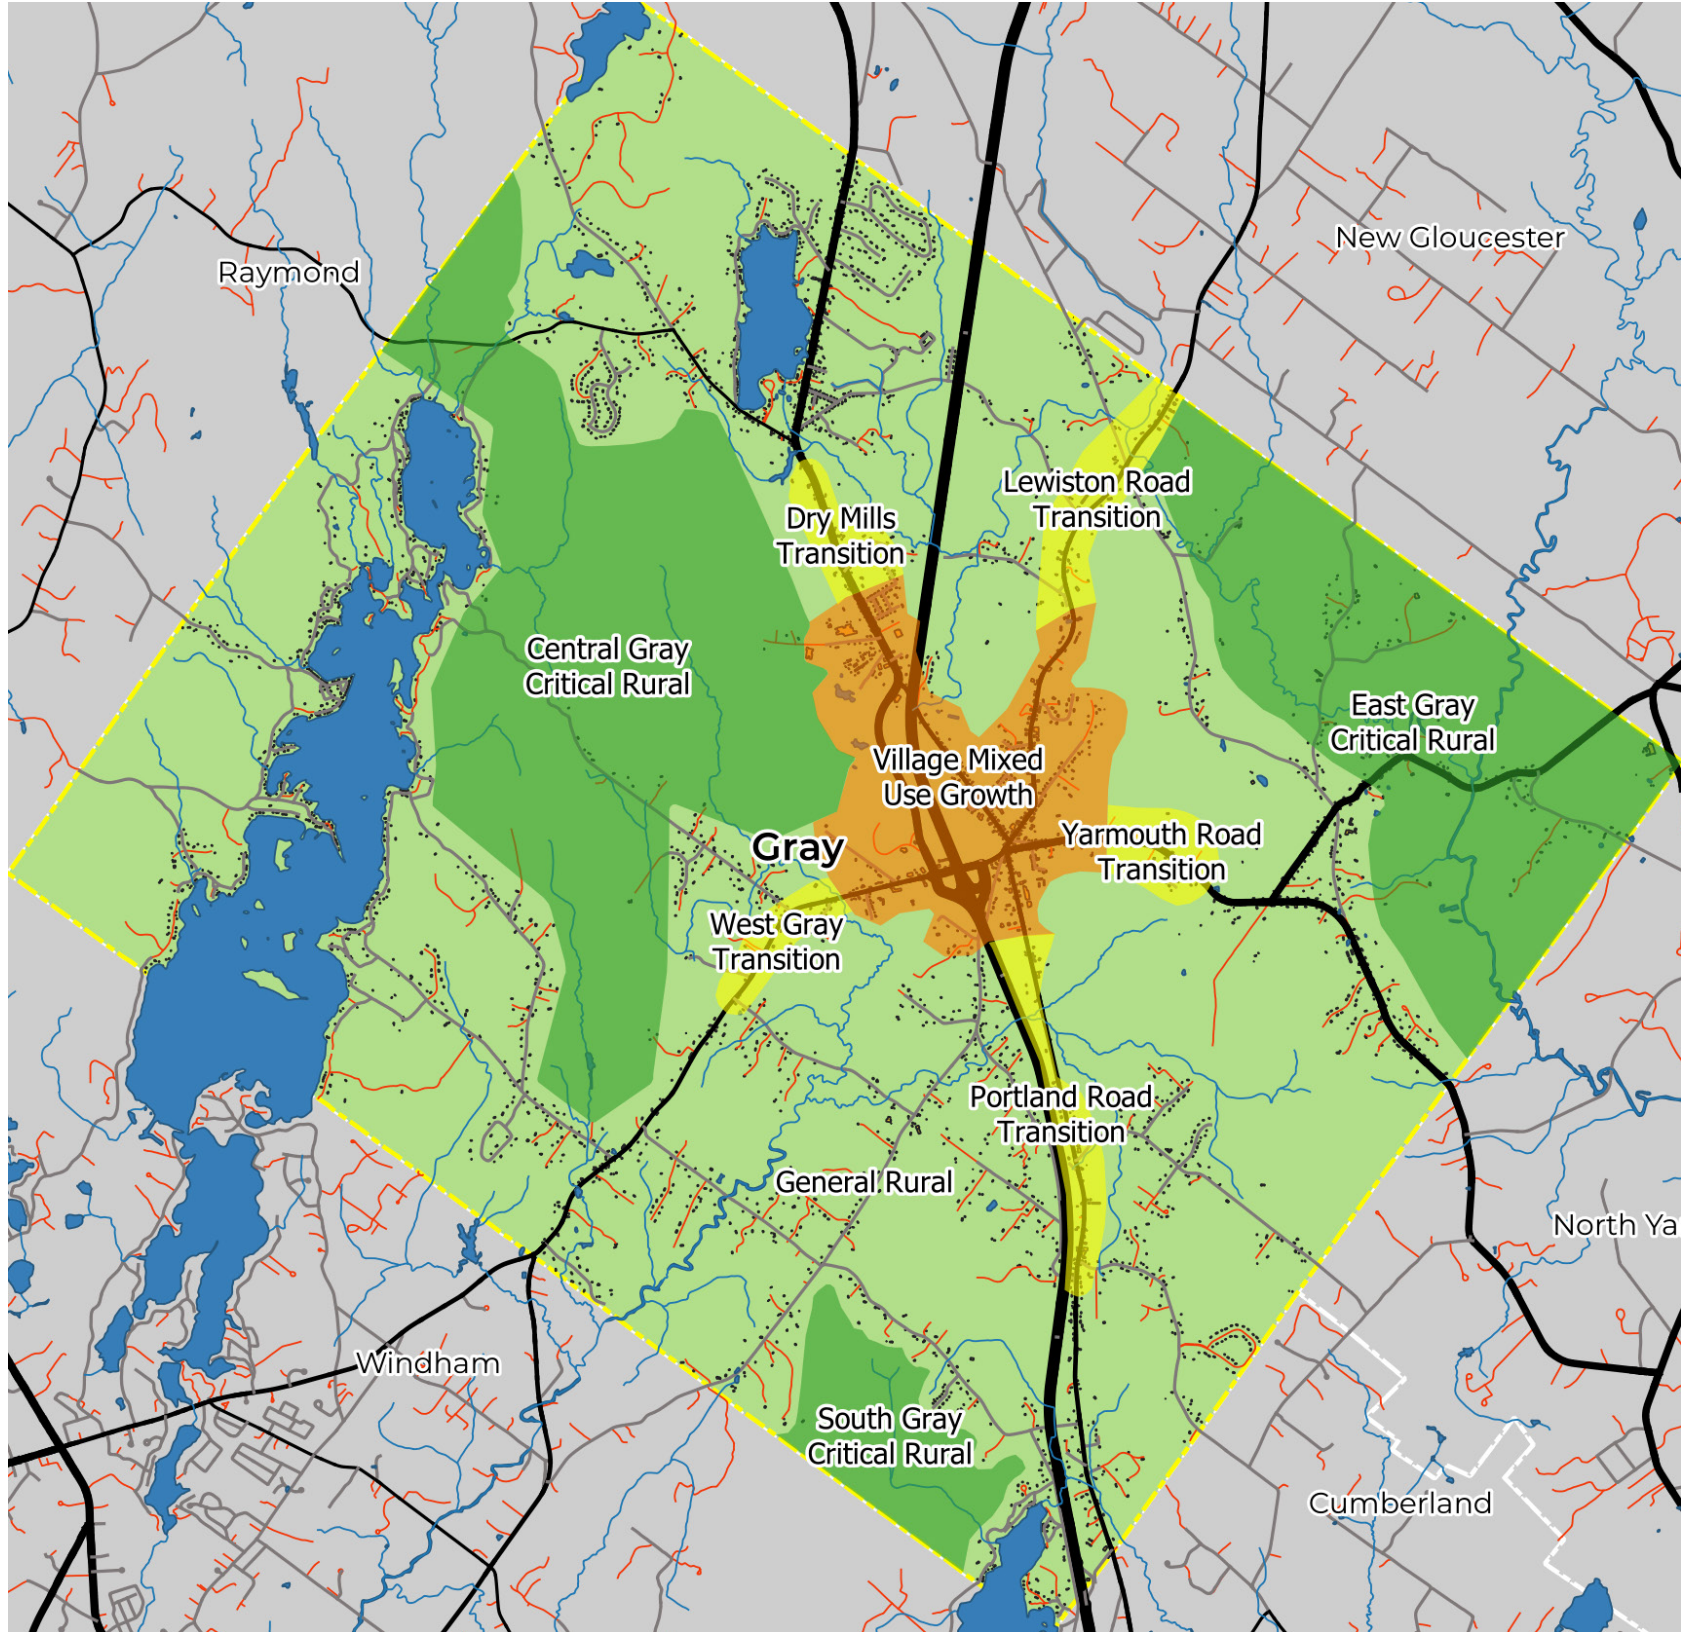 New Gloucester
Raymond
Lewiston Road
Transition
Dry Mills
Transition
Central Gray
Critical Rural
East Gray
Critical Rural
Village Mixed
Use Growth
Gray
Yarmouth Road
Transition
West Gray
Transition
Portland Road
Transition
General Rural
North Ya
Windham
South Gray
Critical Rural
Cumberland